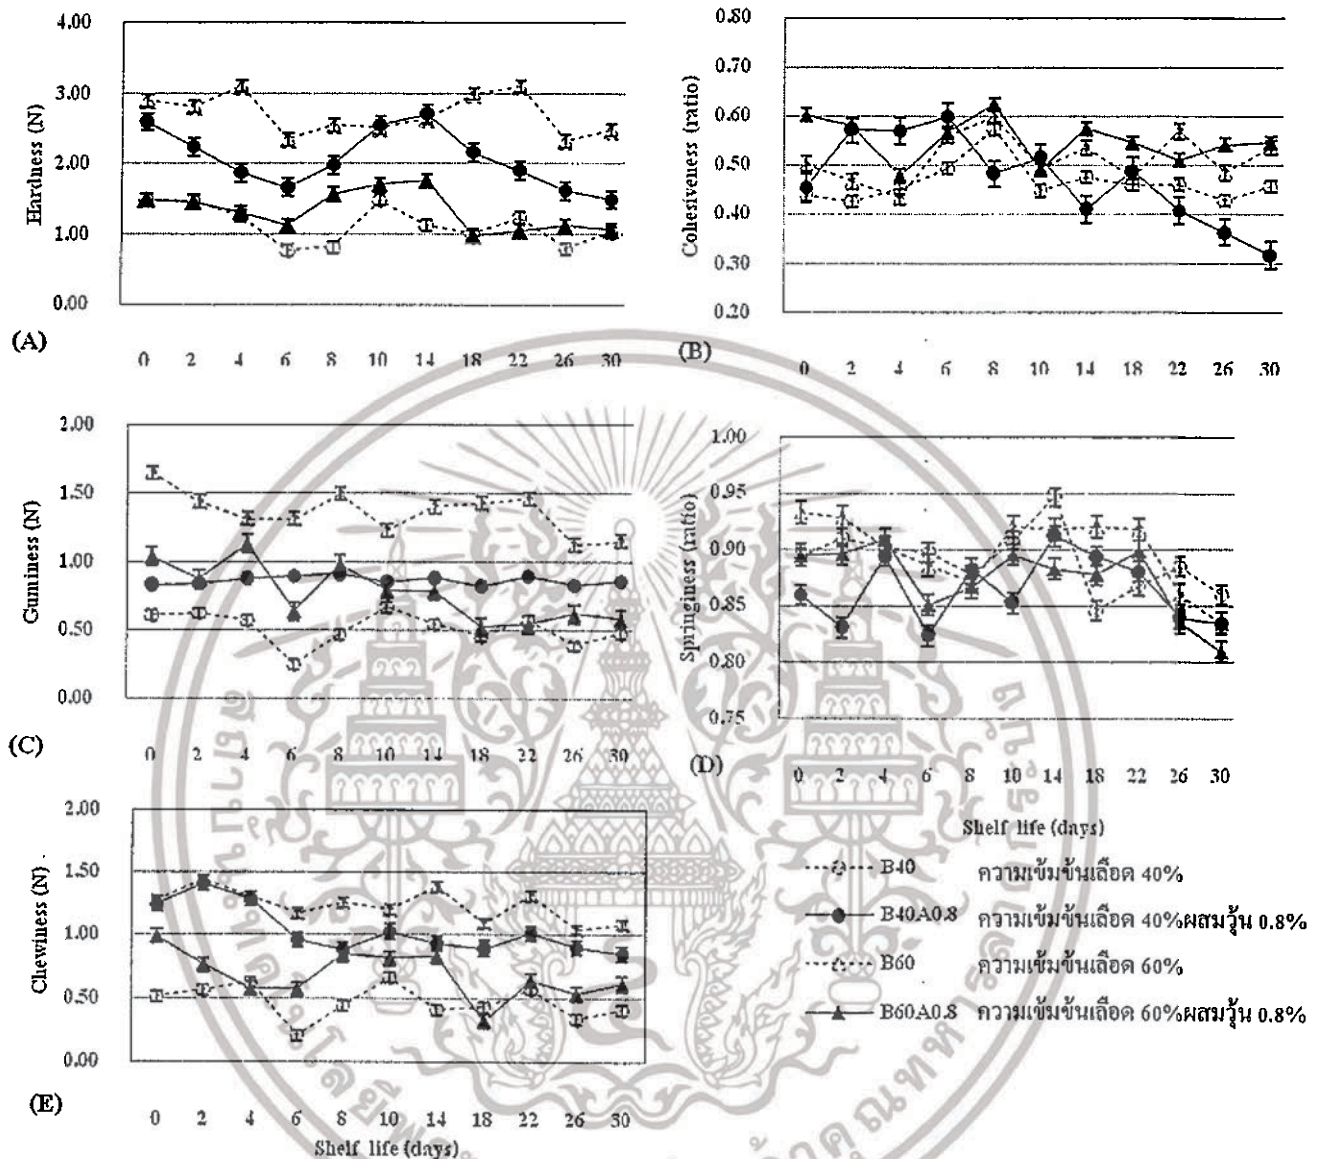 4.00
3.00
2.00
1.00
0.00
Hardness (N)
(A)
0 2 4 6 8 10 14 18 22 26 30
0.80
0.70
0.60
0.50
0.40
0.30
0.20
Cohesiveness (ratio)
(B)
0 2 4 6 8 10 14 18 22 26 30
2.00
1.50
1.00
0.50
0.00
Gumminess (N)
(C)
0 2 4 6 8 10 14 18 22 26 30
1.00
0.95
0.90
0.85
0.80
0.75
Springiness (ratio)
(D)
0 2 4 6 8 10 14 18 22 26 30
Shelf life (days)
2.00
1.50
1.00
0.50
0.00
Chewiness (N)
(E)
0 2 4 6 8 10 14 18 22 26 30
Shelf life (days)
B40 ความเข้มข้นเลือด 40%
B40A0.8 ความเข้มข้นเลือด 40%ผสมวุ้น 0.8%
B60 ความเข้มข้นเลือด 60%
B60A0.8 ความเข้มข้นเลือด 60%ผสมวุ้น 0.8%